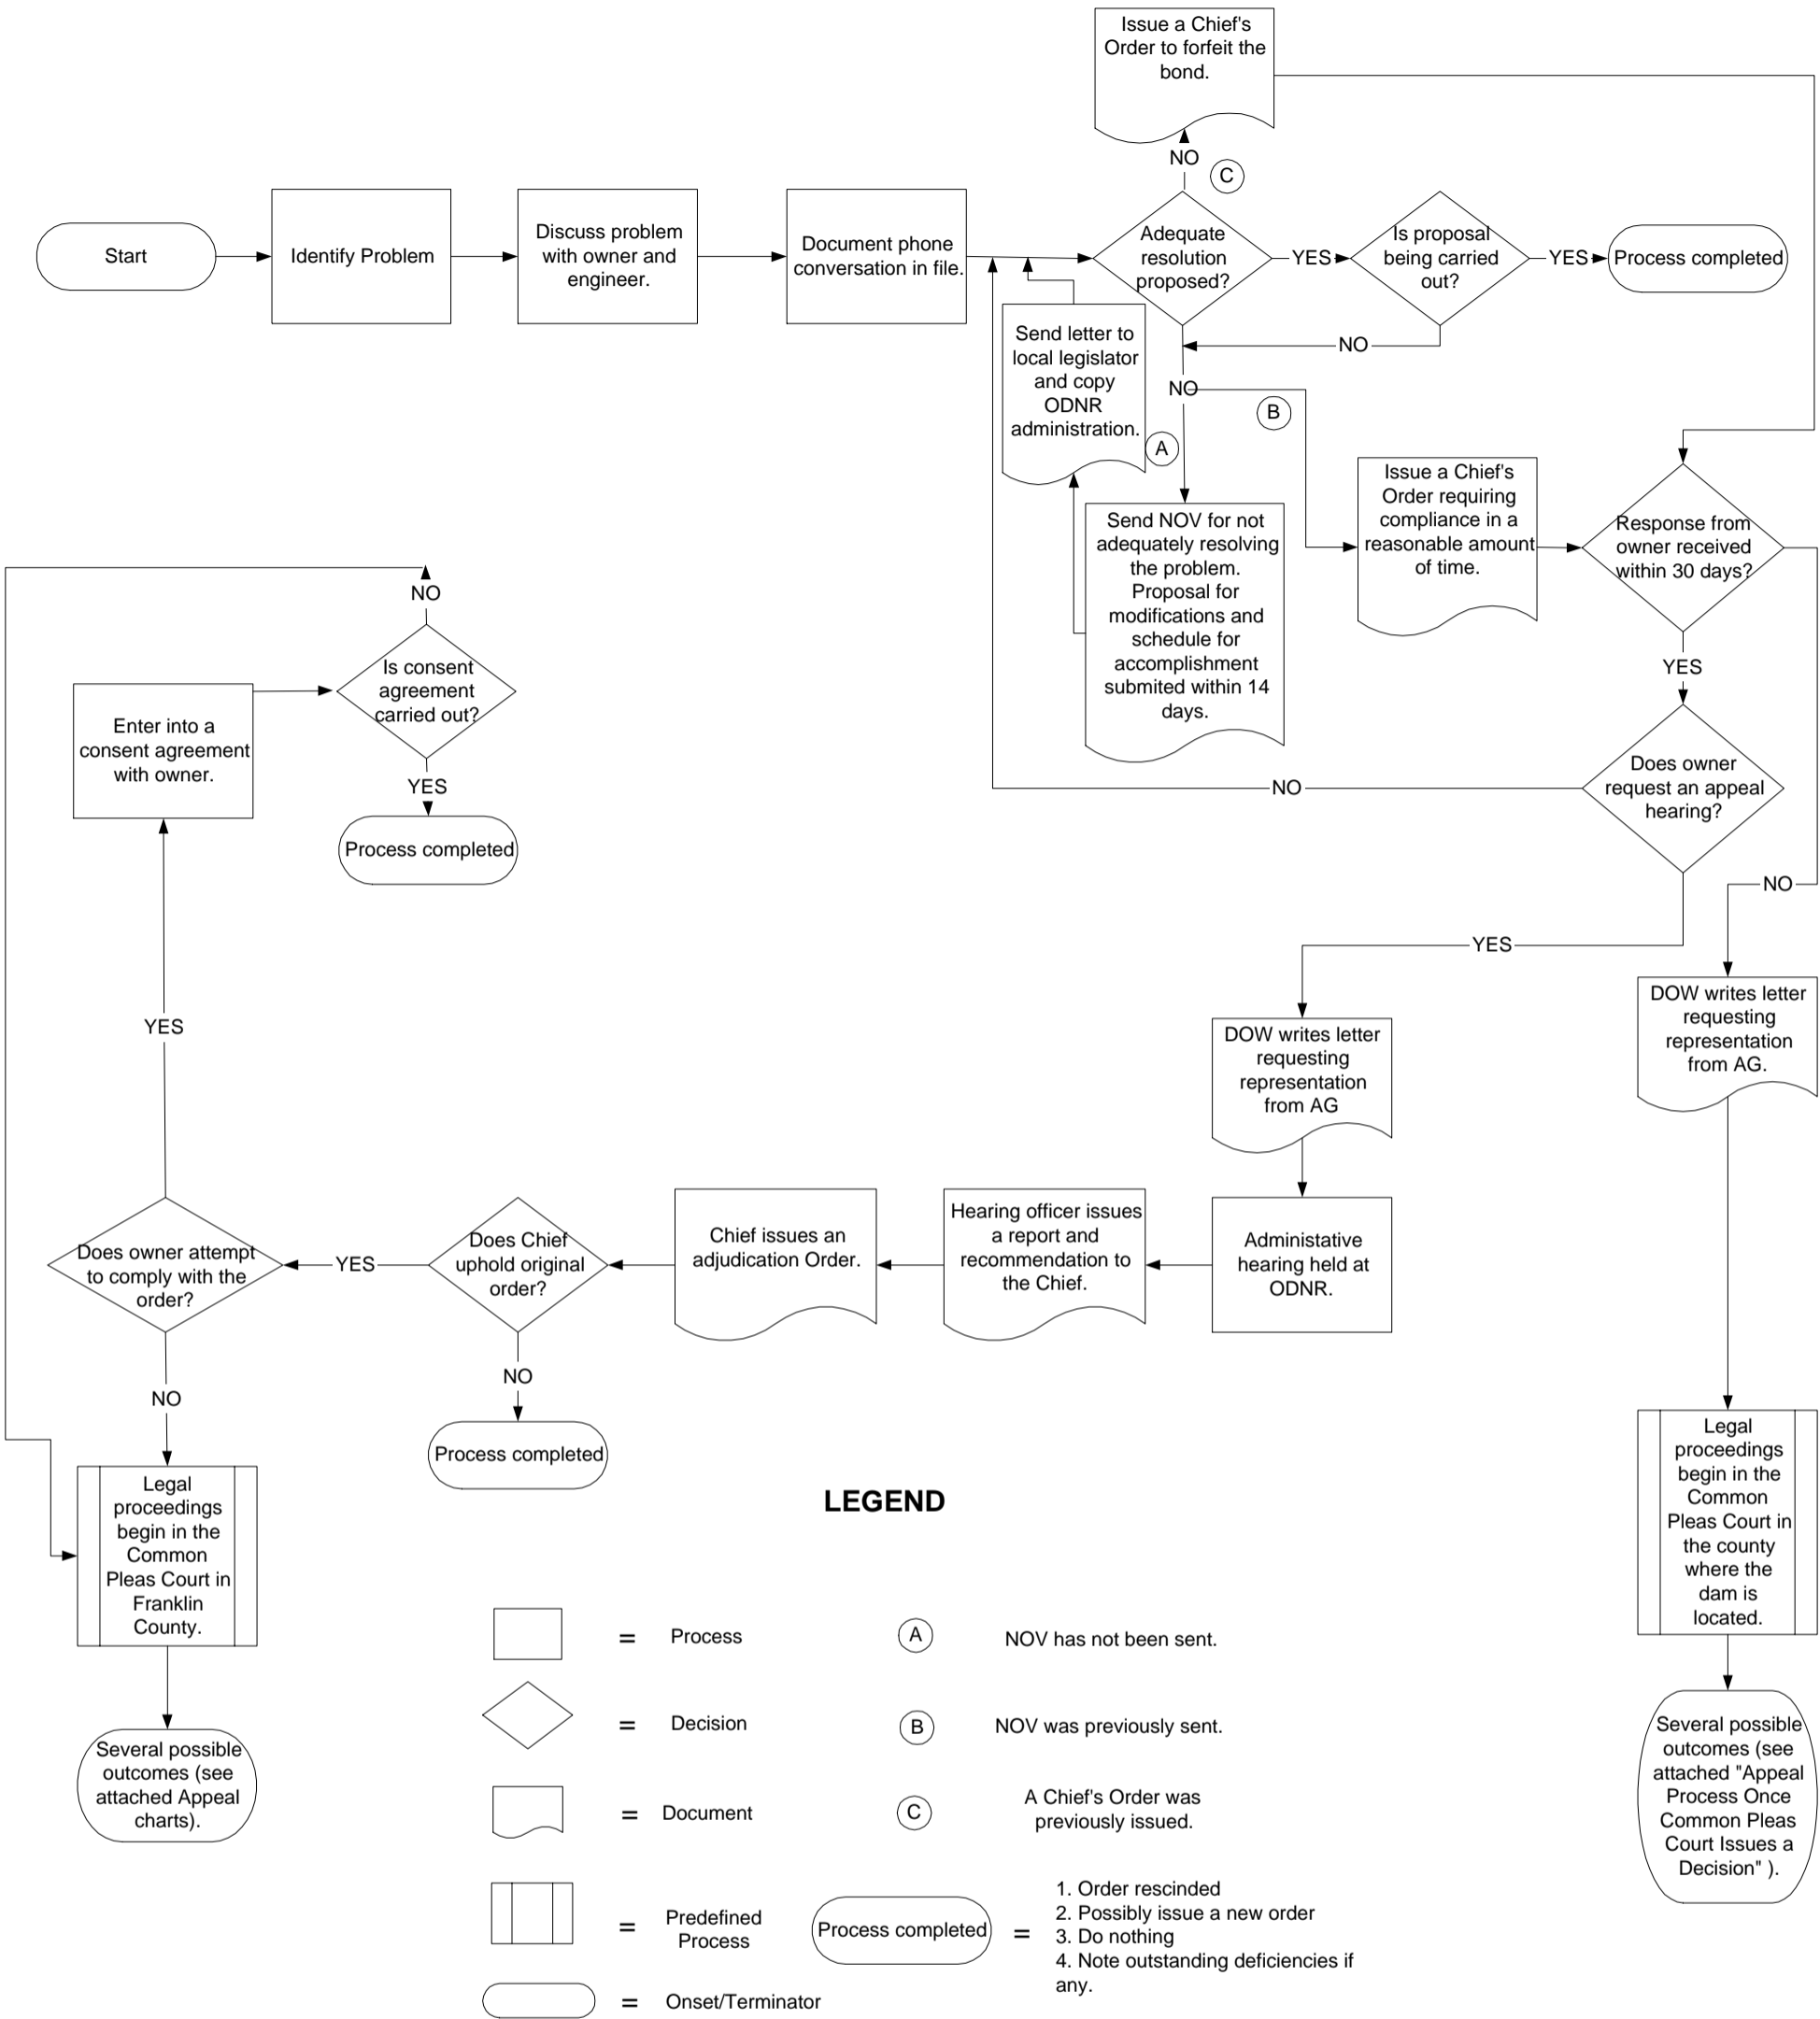 Issue a Chief's
Order to forfeit the
bond.
NO
C
Start
Identify Problem
Discuss problem
with owner and
engineer.
Document phone
conversation in file.
Adequate
resolution
proposed?
YES
Is proposal
being carried
out?
YES
Process completed
NO
Send letter to
local legislator
and copy
ODNR
administration.
NO
B
A
Send NOV for not
adequately resolving
the problem.
Proposal for
modifications and
schedule for
accomplishment
submited within 14
days.
Issue a Chief's
Order requiring
compliance in a
reasonable amount
of time.
Response from
owner received
within 30 days?
YES
Does owner
request an appeal
hearing?
NO
NO
YES
NO
Is consent
agreement
carried out?
Enter into a
consent agreement
with owner.
YES
Process completed
YES
DOW writes letter
requesting
representation
from AG
DOW writes letter
requesting
representation
from AG.
Does owner attempt
to comply with the
order?
YES
Does Chief
uphold original
order?
Chief issues an
adjudication Order.
Hearing officer issues
a report and
recommendation to
the Chief.
Administative
hearing held at
ODNR.
NO
NO
Process completed
Legal
proceedings
begin in the
Common
Pleas Court in
Franklin
County.
Legal
proceedings
begin in the
Common
Pleas Court in
the county
where the
dam is
located.
Several possible
outcomes (see
attached Appeal
charts).
Several possible
outcomes (see
attached "Appeal
Process Once
Common Pleas
Court Issues a
Decision" ).
LEGEND
= Process
A
NOV has not been sent.
= Decision
B
NOV was previously sent.
= Document
C
A Chief's Order was
previously issued.
= Predefined
Process
Process completed
=
1. Order rescinded
2. Possibly issue a new order
3. Do nothing
4. Note outstanding deficiencies if
any.
= Onset/Terminator